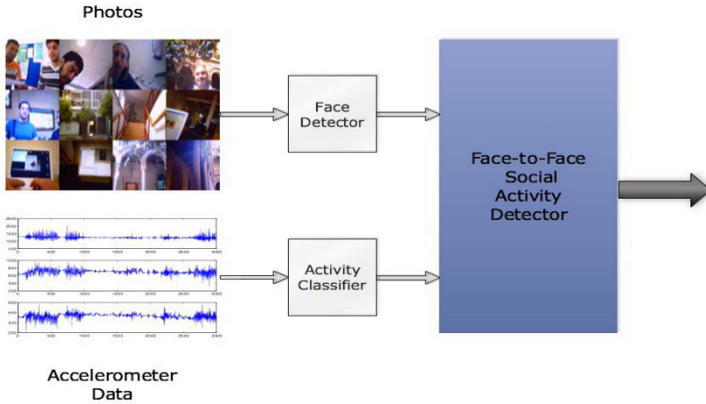 Photos
Face
Detector
Face-to-Face
Social
Activity
Detector
Activity
Classifier
Accelerometer
Data